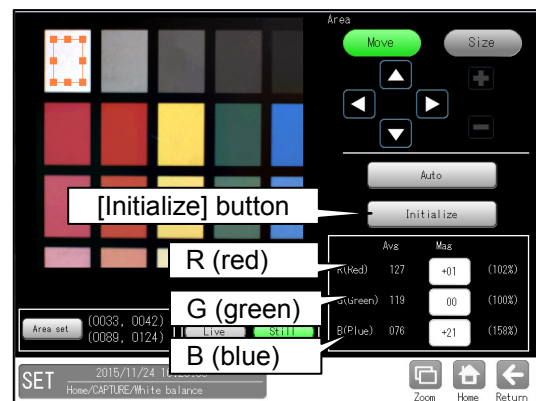 Area
Move
Size
Auto
[Initialize] button
Initialize
Avg Mag
R (red)
R(Red) 127 +01 (102%)
G (green)
(Green) 119 00 (100%)
B (blue)
B(Blue) 076 +21 (158%)
Area set
(0033, 0042)
(0089, 0124)
Live
Still
SET
2015/11/24
Home/CAPTURE/White balance
Zoom
Home
Return